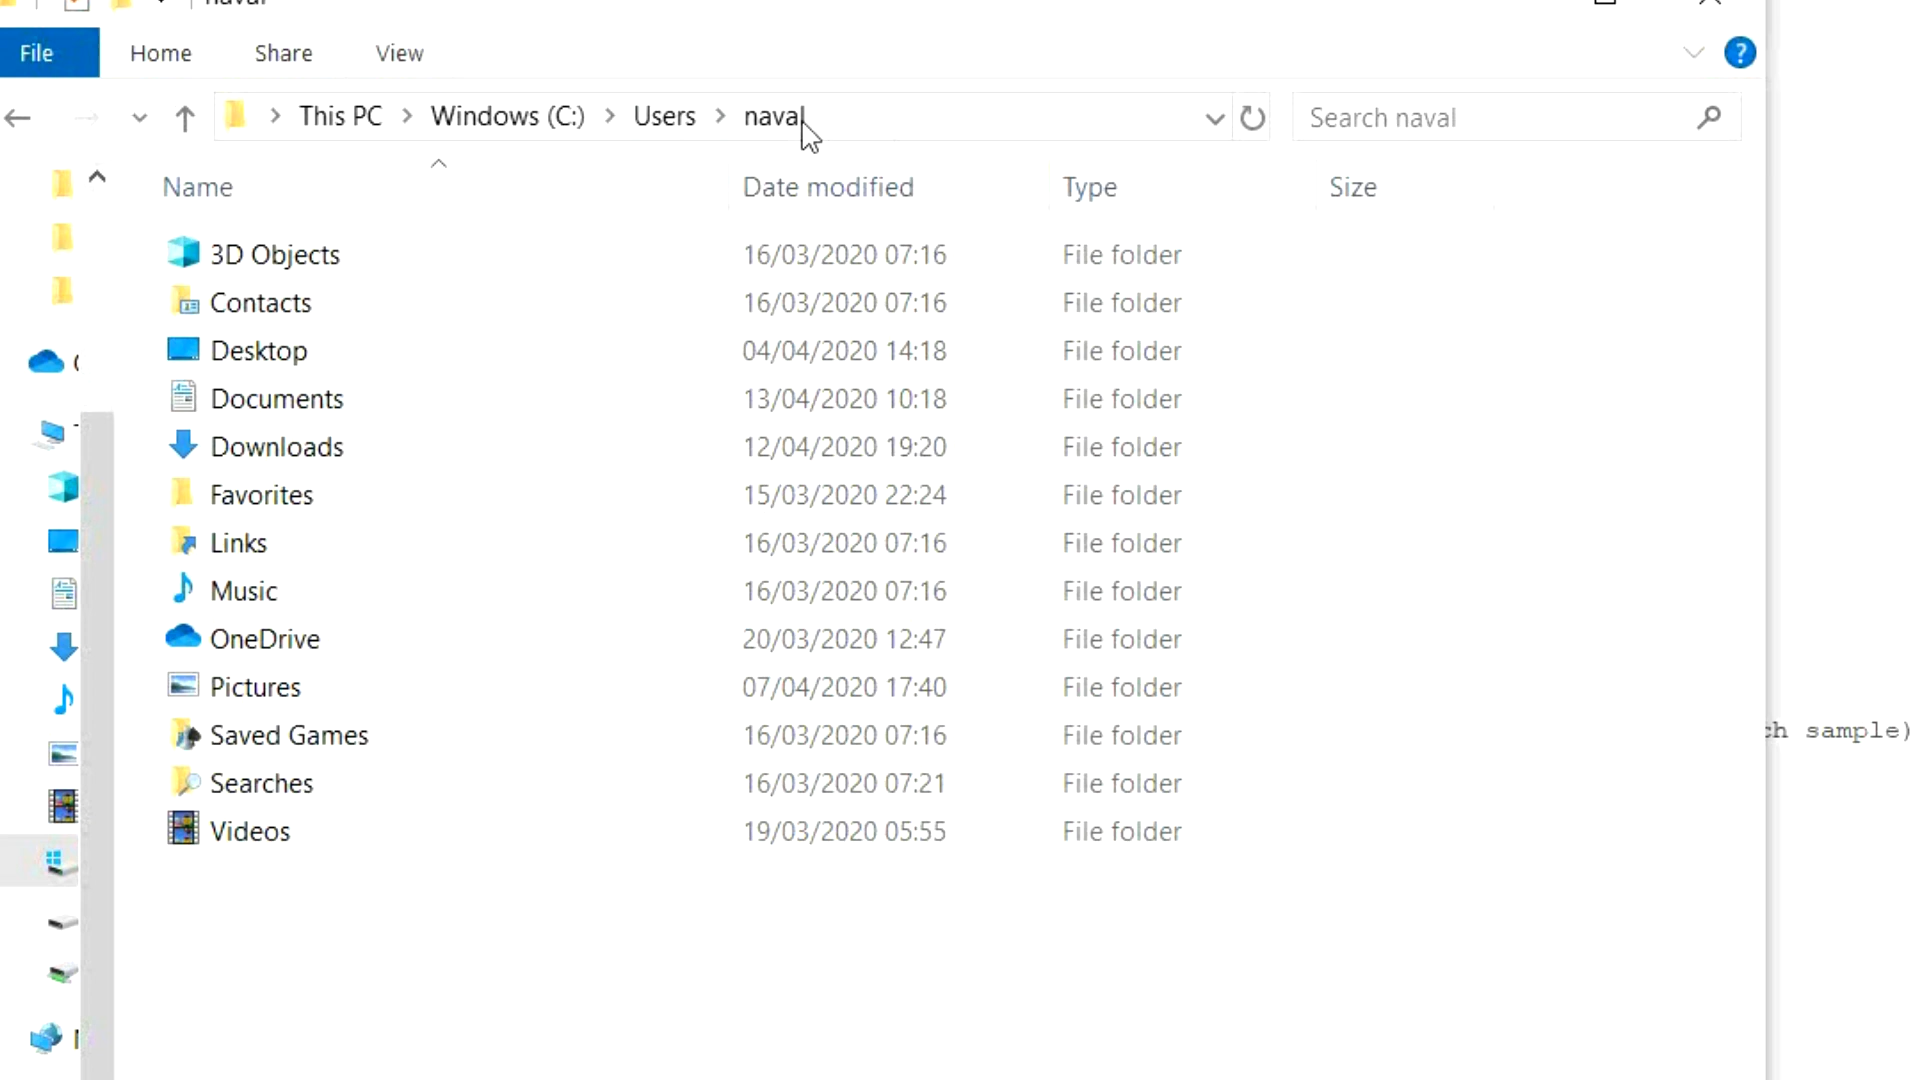 naval
File Home Share View
This PC Windows (C:) Users naval
Search naval
Name Date modified Type Size
3D Objects 16/03/2020 07:16 File folder
Contacts 16/03/2020 07:16 File folder
Desktop 04/04/2020 14:18 File folder
Documents 13/04/2020 10:18 File folder
Downloads 12/04/2020 19:20 File folder
Favorites 15/03/2020 22:24 File folder
Links 16/03/2020 07:16 File folder
Music 16/03/2020 07:16 File folder
OneDrive 20/03/2020 12:47 File folder
Pictures 07/04/2020 17:40 File folder
Saved Games 16/03/2020 07:16 File folder
sample)
Searches 16/03/2020 07:21 File folder
Videos 19/03/2020 05:55 File folder